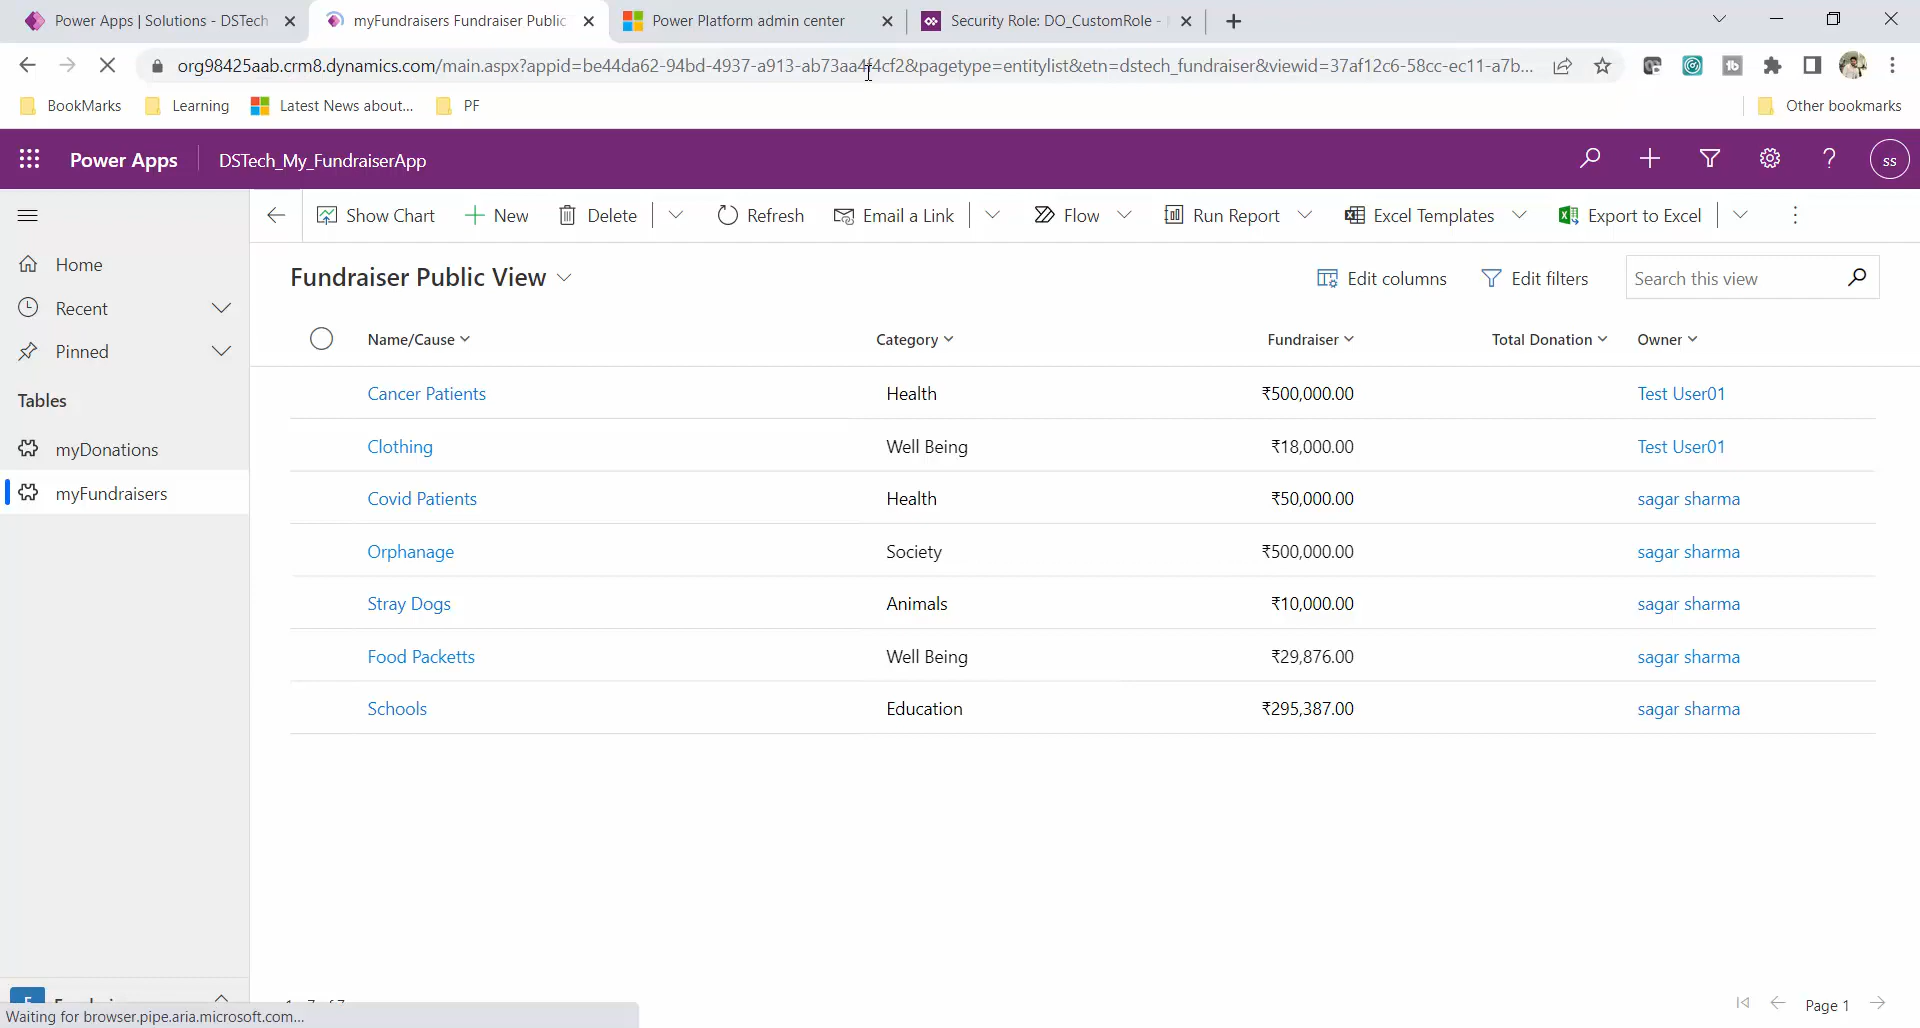 Power Apps | Solutions - DSTech
myFundraisers Fundraiser Public
Power Platform admin center
Security Role: DO_CustomRole -
org98425aab.crm8.dynamics.com/main.aspx?appid=be44da62-94bd-4937-a913-ab73aa4f4cf2&pagetype=entitylist&etn=dstech_fundraiser&viewid=37af12c6-58cc-ec11-a7b...
BookMarks Learning Latest News about... PF Other bookmarks
Power Apps DSTech_My_FundraiserApp ? ss
Show Chart New Delete Refresh Email a Link Flow Run Report Excel Templates Export to Excel
Home
Recent
Pinned
Tables
myDonations
myFundraisers
Fundraiser Public View Edit columns Edit filters Search this view
Name/Cause Category Fundraiser Total Donation Owner
Cancer Patients Health ₹500,000.00 Test User01
Clothing Well Being ₹18,000.00 Test User01
Covid Patients Health ₹50,000.00 sagar sharma
Orphanage Society ₹500,000.00 sagar sharma
Stray Dogs Animals ₹10,000.00 sagar sharma
Food Packetts Well Being ₹29,876.00 sagar sharma
Schools Education ₹295,387.00 sagar sharma
Page 1
Waiting for browser.pipe.aria.microsoft.com...